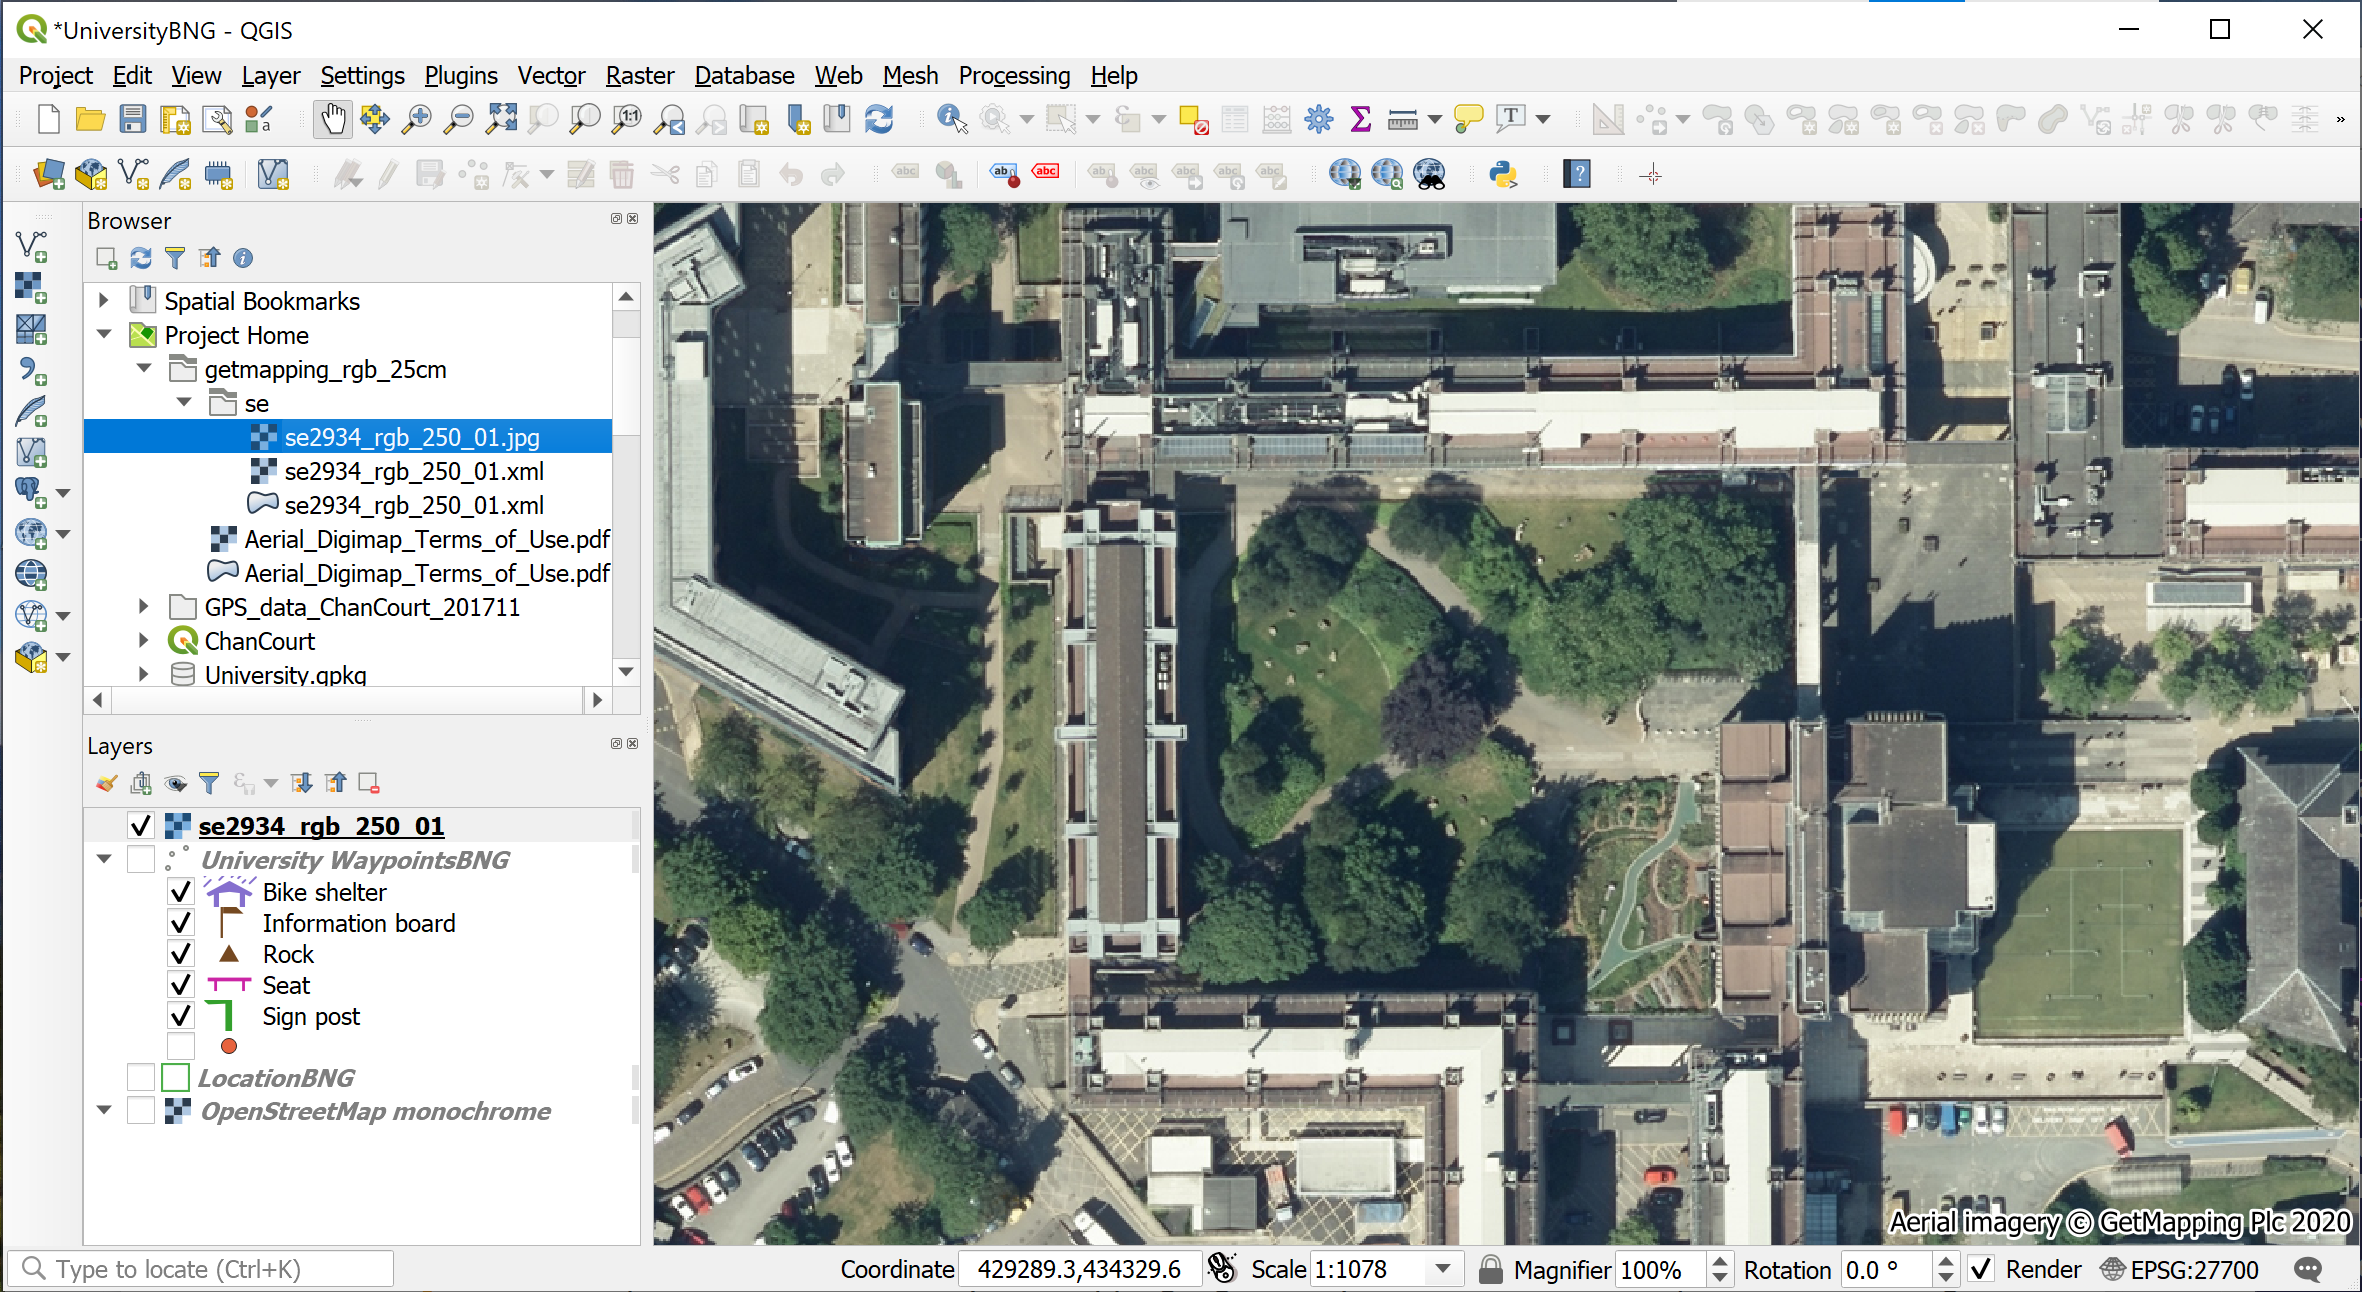 *UniversityBNG - QGIS
Project Edit View Layer Settings Plugins Vector Raster Database Web Mesh Processing Help
Browser
Spatial Bookmarks
Project Home
getmapping_rgb_25cm
se
se2934_rgb_250_01.jpg
se2934_rgb_250_01.xml
se2934_rgb_250_01.xml
Aerial_Digimap_Terms_of_Use.pdf
Aerial_Digimap_Terms_of_Use.pdf
GPS_data_ChanCourt_201711
ChanCourt
University.gpkg
Layers
se2934_rgb_250_01
University WaypointsBNG
Bike shelter
Information board
Rock
Seat
Sign post
LocationBNG
OpenStreetMap monochrome
Aerial imagery © GetMapping Plc 2020
Type to locate (Ctrl+K) Coordinate 429289.3,434329.6 Scale 1:1078 Magnifier 100% Rotation 0.0 ° Render EPSG:27700